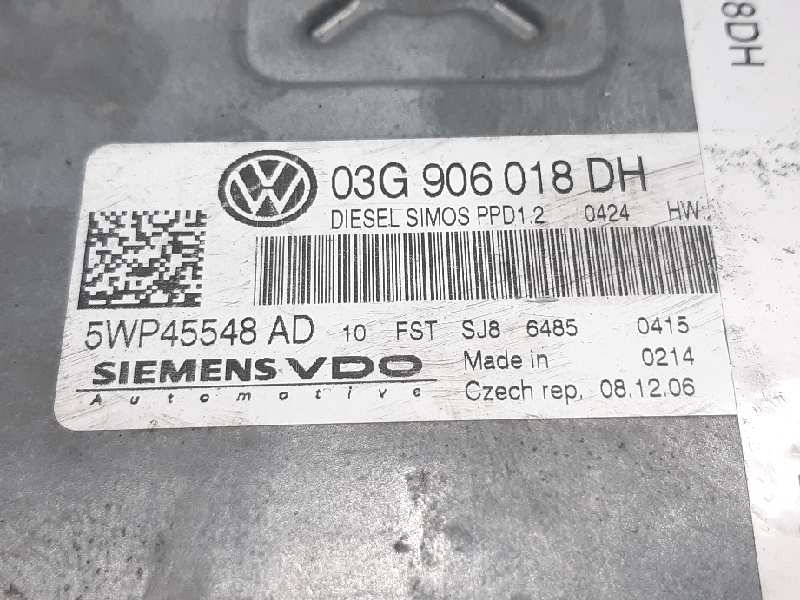 03G 906 018 DH
DIESEL SIMOS PPD1.2 0424 HW
5WP45548 AD 10 FST SJ8 6485 0415
SIEMENS VDO Made in 0214
Automotive Czech rep. 08.12.06
8DH